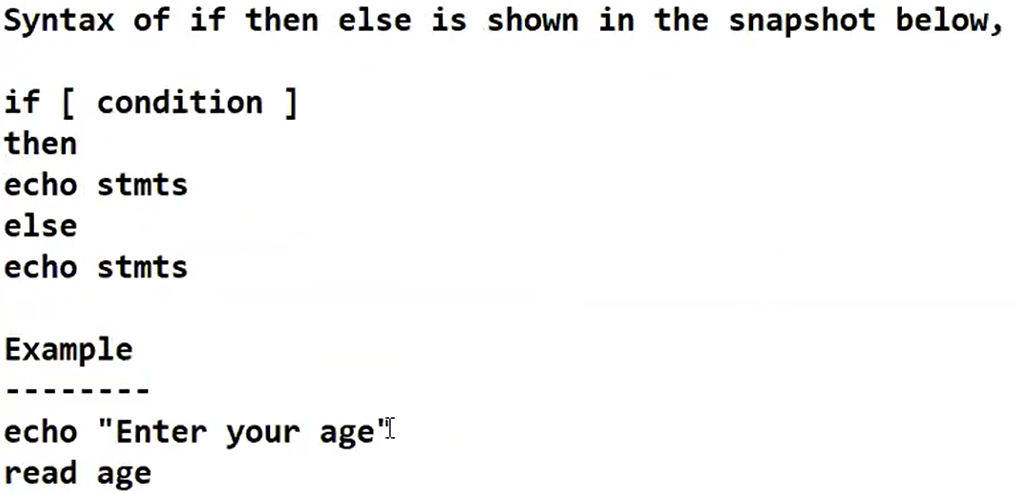 Syntax of if then else is shown in the snapshot below,
if [ condition ]
then
echo stmts
else
echo stmts
Example
--------
echo "Enter your age"
read age